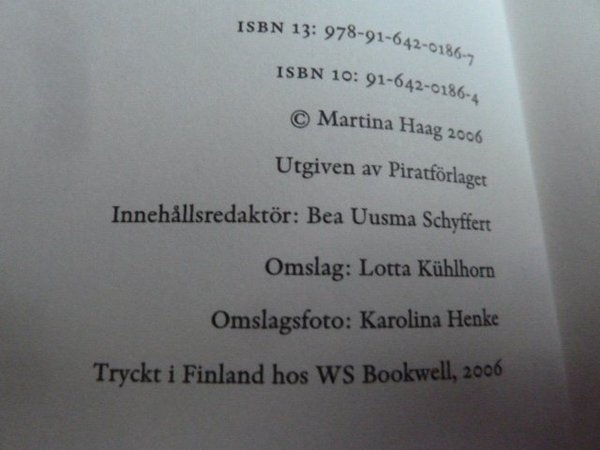 ISBN 13: 978-91-642-0186-7
ISBN 10: 91-642-0186-4
© Martina Haag 2006
Utgiven av Piratförlaget
Innehållsredaktör: Bea Uusma Schyffert
Omslag: Lotta Kühlhorn
Omslagsfoto: Karolina Henke
Tryckt i Finland hos WS Bookwell, 2006